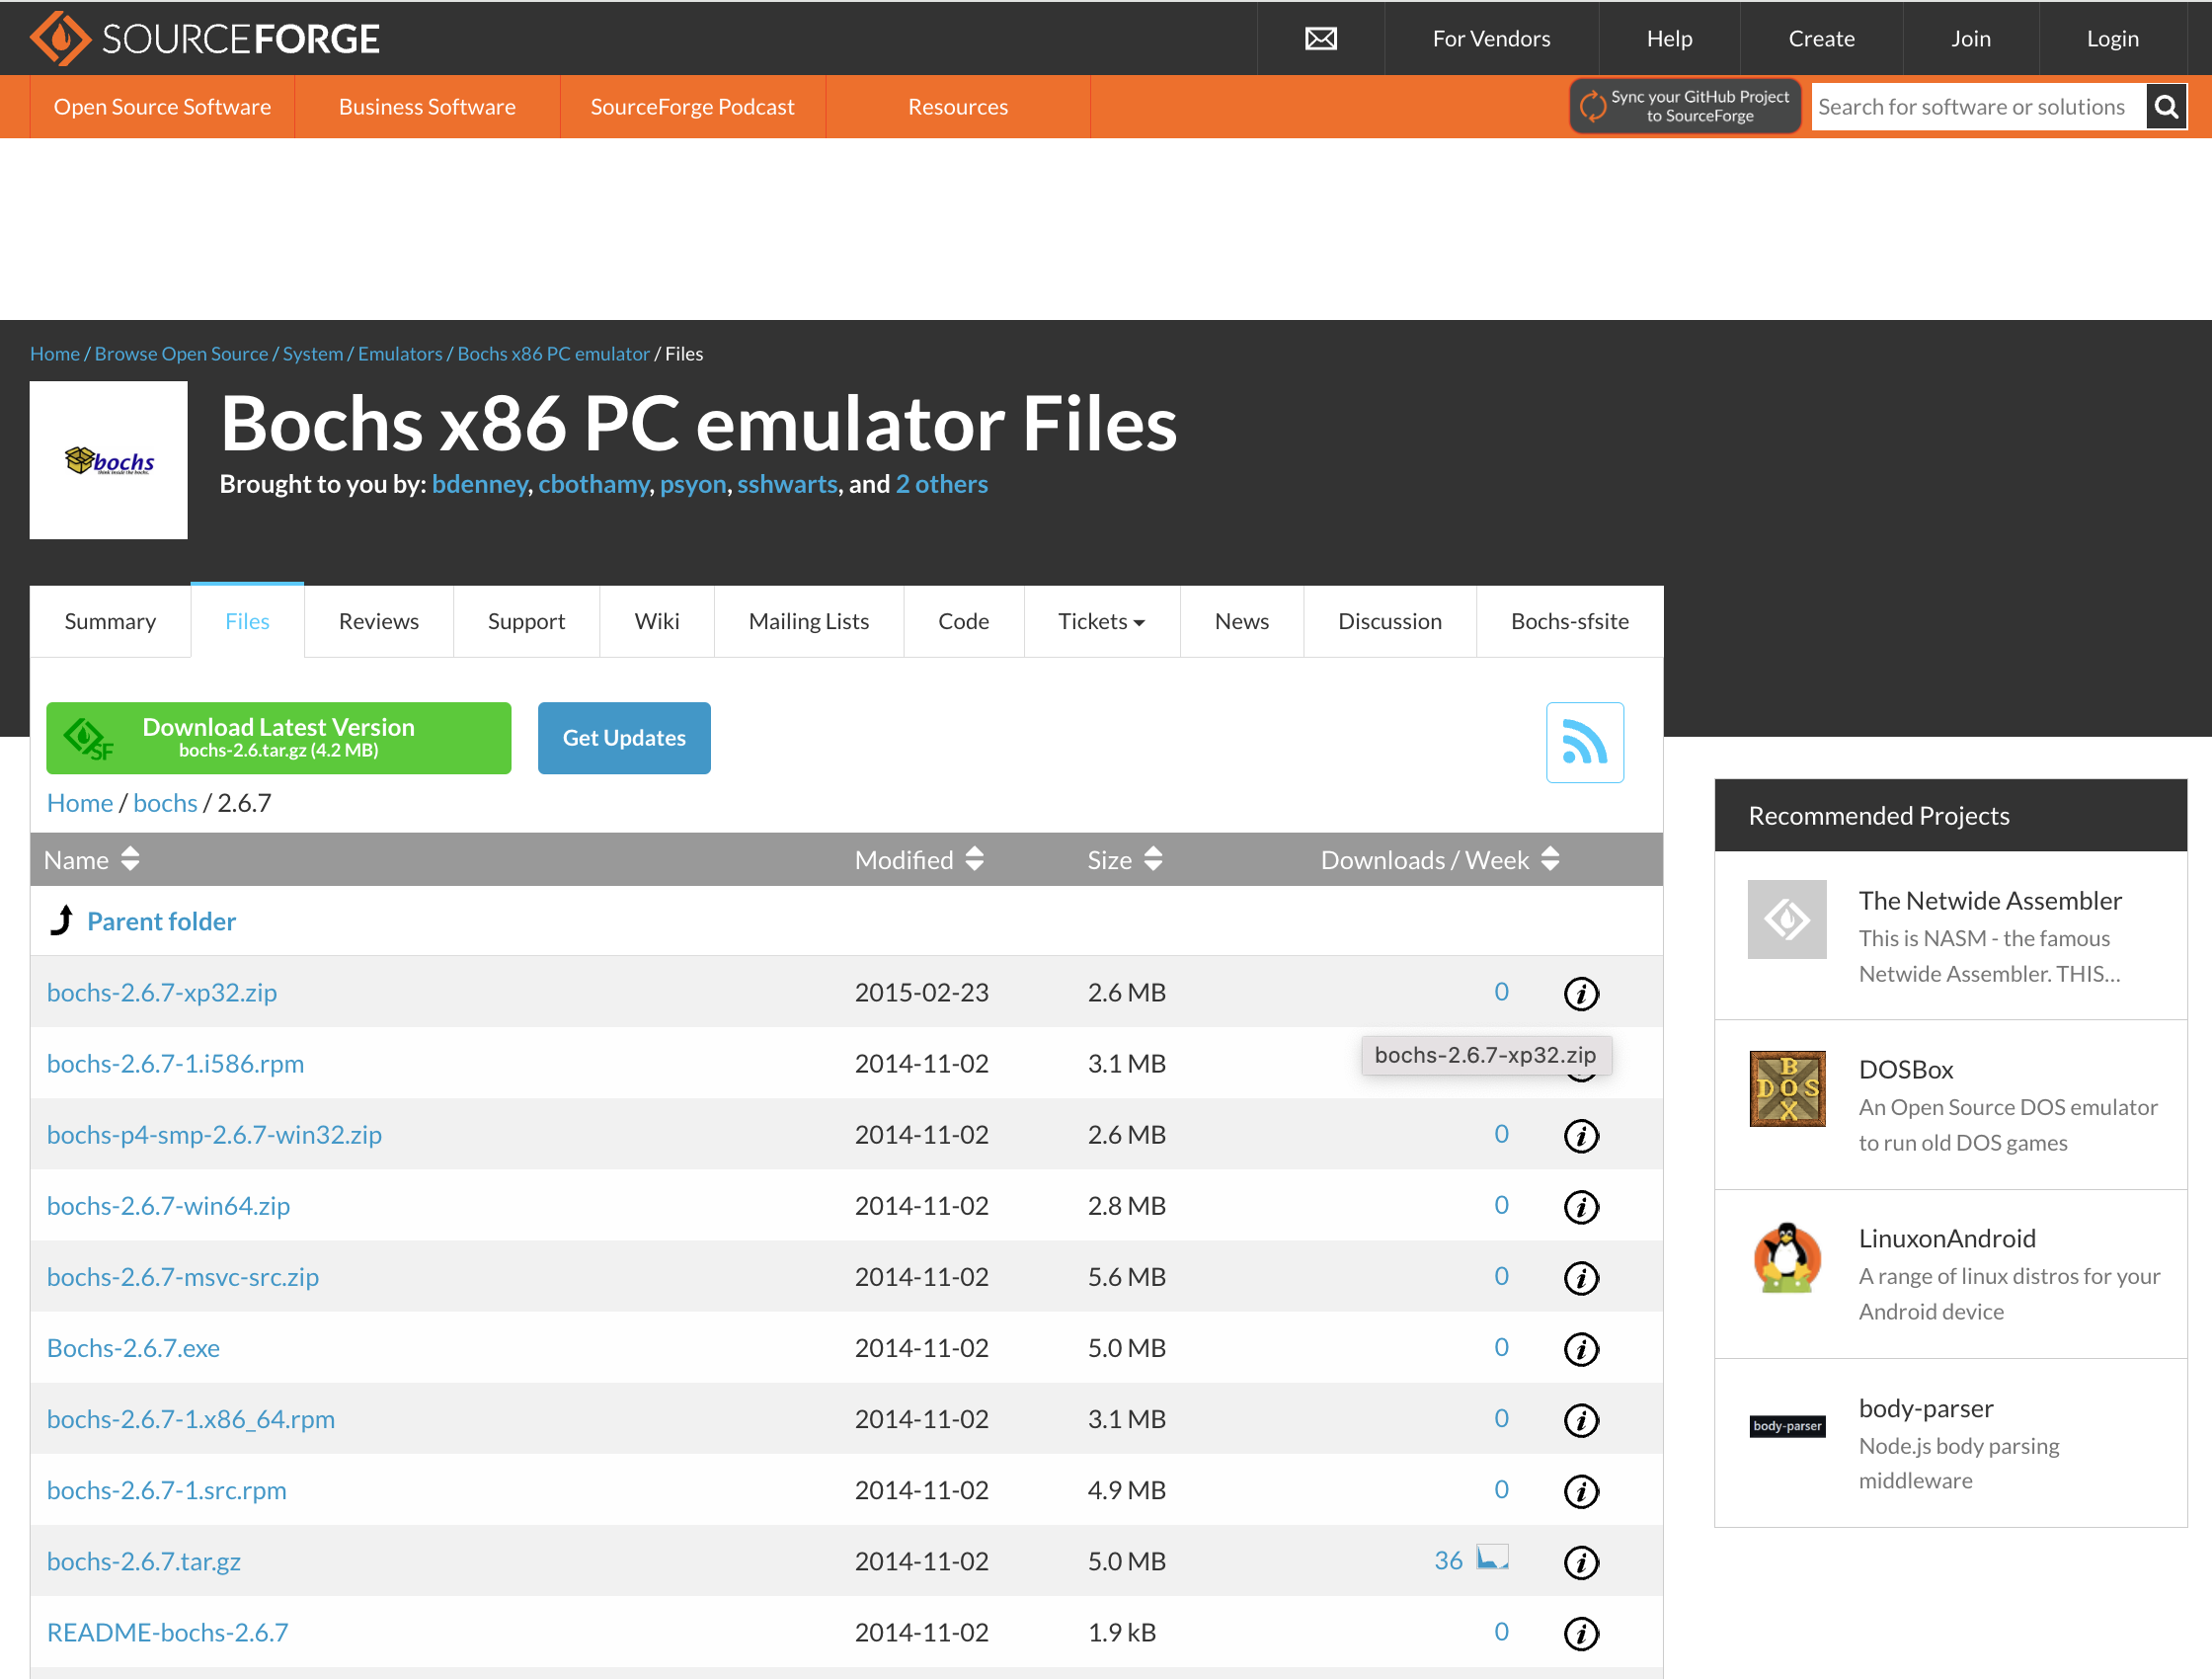 SOURCEFORGE
For Vendors
Help
Create
Join
Login
Open Source Software
Business Software
SourceForge Podcast
Resources
Sync your GitHub Project
to SourceForge
Search for software or solutions
Home / Browse Open Source / System / Emulators / Bochs x86 PC emulator / Files
bochs
think inside the bochs.
Bochs x86 PC emulator Files
Brought to you by: bdenney, cbothamy, psyon, sshwarts, and 2 others
Summary
Files
Reviews
Support
Wiki
Mailing Lists
Code
Tickets
News
Discussion
Bochs-sfsite
SF
Download Latest Version
bochs-2.6.tar.gz (4.2 MB)
Get Updates
Home / bochs / 2.6.7
Name Modified Size Downloads / Week
Parent folder
bochs-2.6.7-xp32.zip 2015-02-23 2.6 MB 0 i
bochs-2.6.7-1.i586.rpm 2014-11-02 3.1 MB
bochs-2.6.7-xp32.zip
bochs-p4-smp-2.6.7-win32.zip 2014-11-02 2.6 MB 0 i
bochs-2.6.7-win64.zip 2014-11-02 2.8 MB 0 i
bochs-2.6.7-msvc-src.zip 2014-11-02 5.6 MB 0 i
Bochs-2.6.7.exe 2014-11-02 5.0 MB 0 i
bochs-2.6.7-1.x86_64.rpm 2014-11-02 3.1 MB 0 i
bochs-2.6.7-1.src.rpm 2014-11-02 4.9 MB 0 i
bochs-2.6.7.tar.gz 2014-11-02 5.0 MB 36 i
README-bochs-2.6.7 2014-11-02 1.9 kB 0 i
Recommended Projects
The Netwide Assembler
This is NASM - the famous
Netwide Assembler. THIS...
DOS BOX
DOSBox
An Open Source DOS emulator
to run old DOS games
LinuxonAndroid
A range of linux distros for your
Android device
body-parser
body-parser
Node.js body parsing
middleware